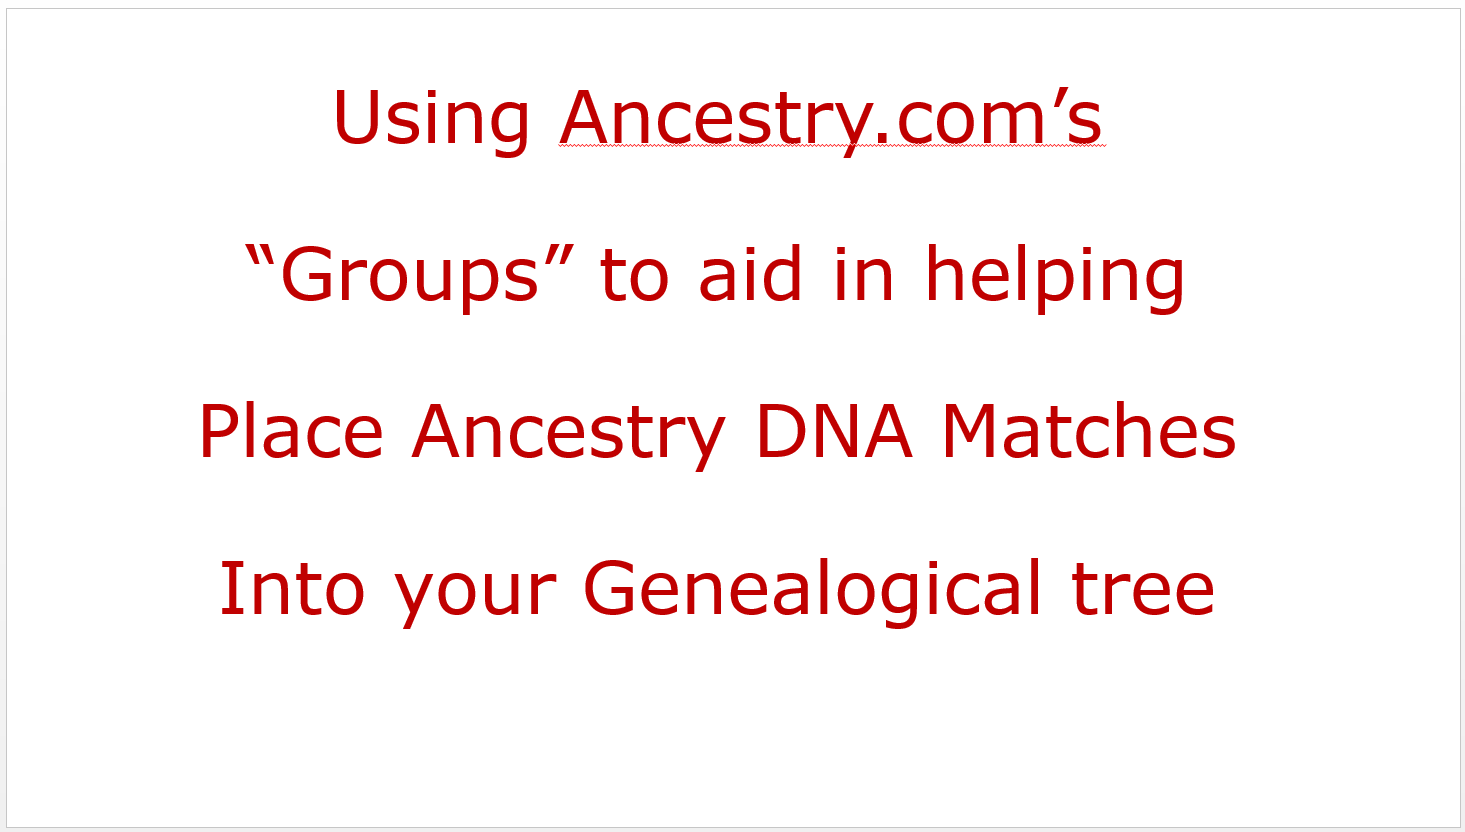 Using Ancestry.com’s
“Groups” to aid in helping
Place Ancestry DNA Matches
Into your Genealogical tree